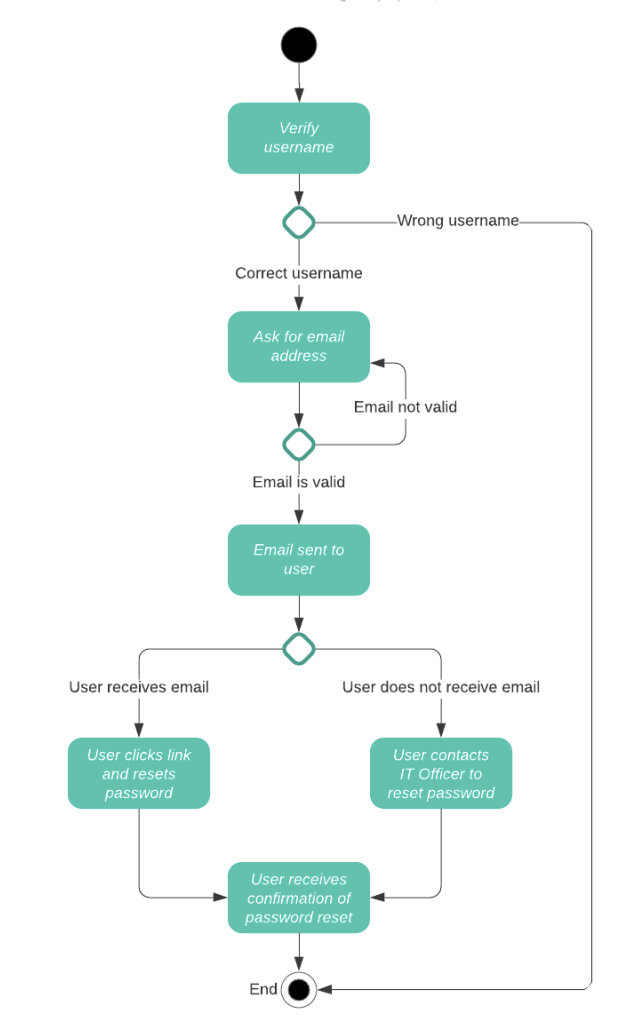 Verify
username
Wrong username
Correct username
Ask for email
address
Email not valid
Email is valid
Email sent to
user
User receives email
User does not receive email
User clicks link
and resets
password
User contacts
IT Officer to
reset password
User receives
confirmation of
password reset
End